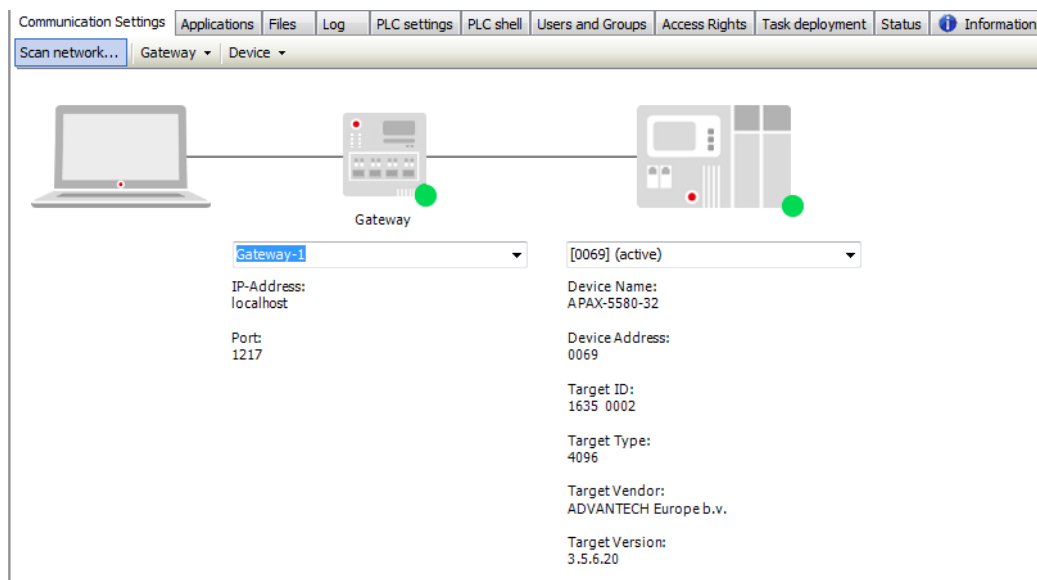 Communication Settings Applications Files Log PLC settings PLC shell Users and Groups Access Rights Task deployment Status Information
Scan network... Gateway Device
Gateway
Gateway-1 [0069] (active)
IP-Address: Device Name:
localhost APAX-5580-32
Port: Device Address:
1217 0069
Target ID:
1635 0002
Target Type:
4096
Target Vendor:
ADVANTECH Europe b.v.
Target Version:
3.5.6.20